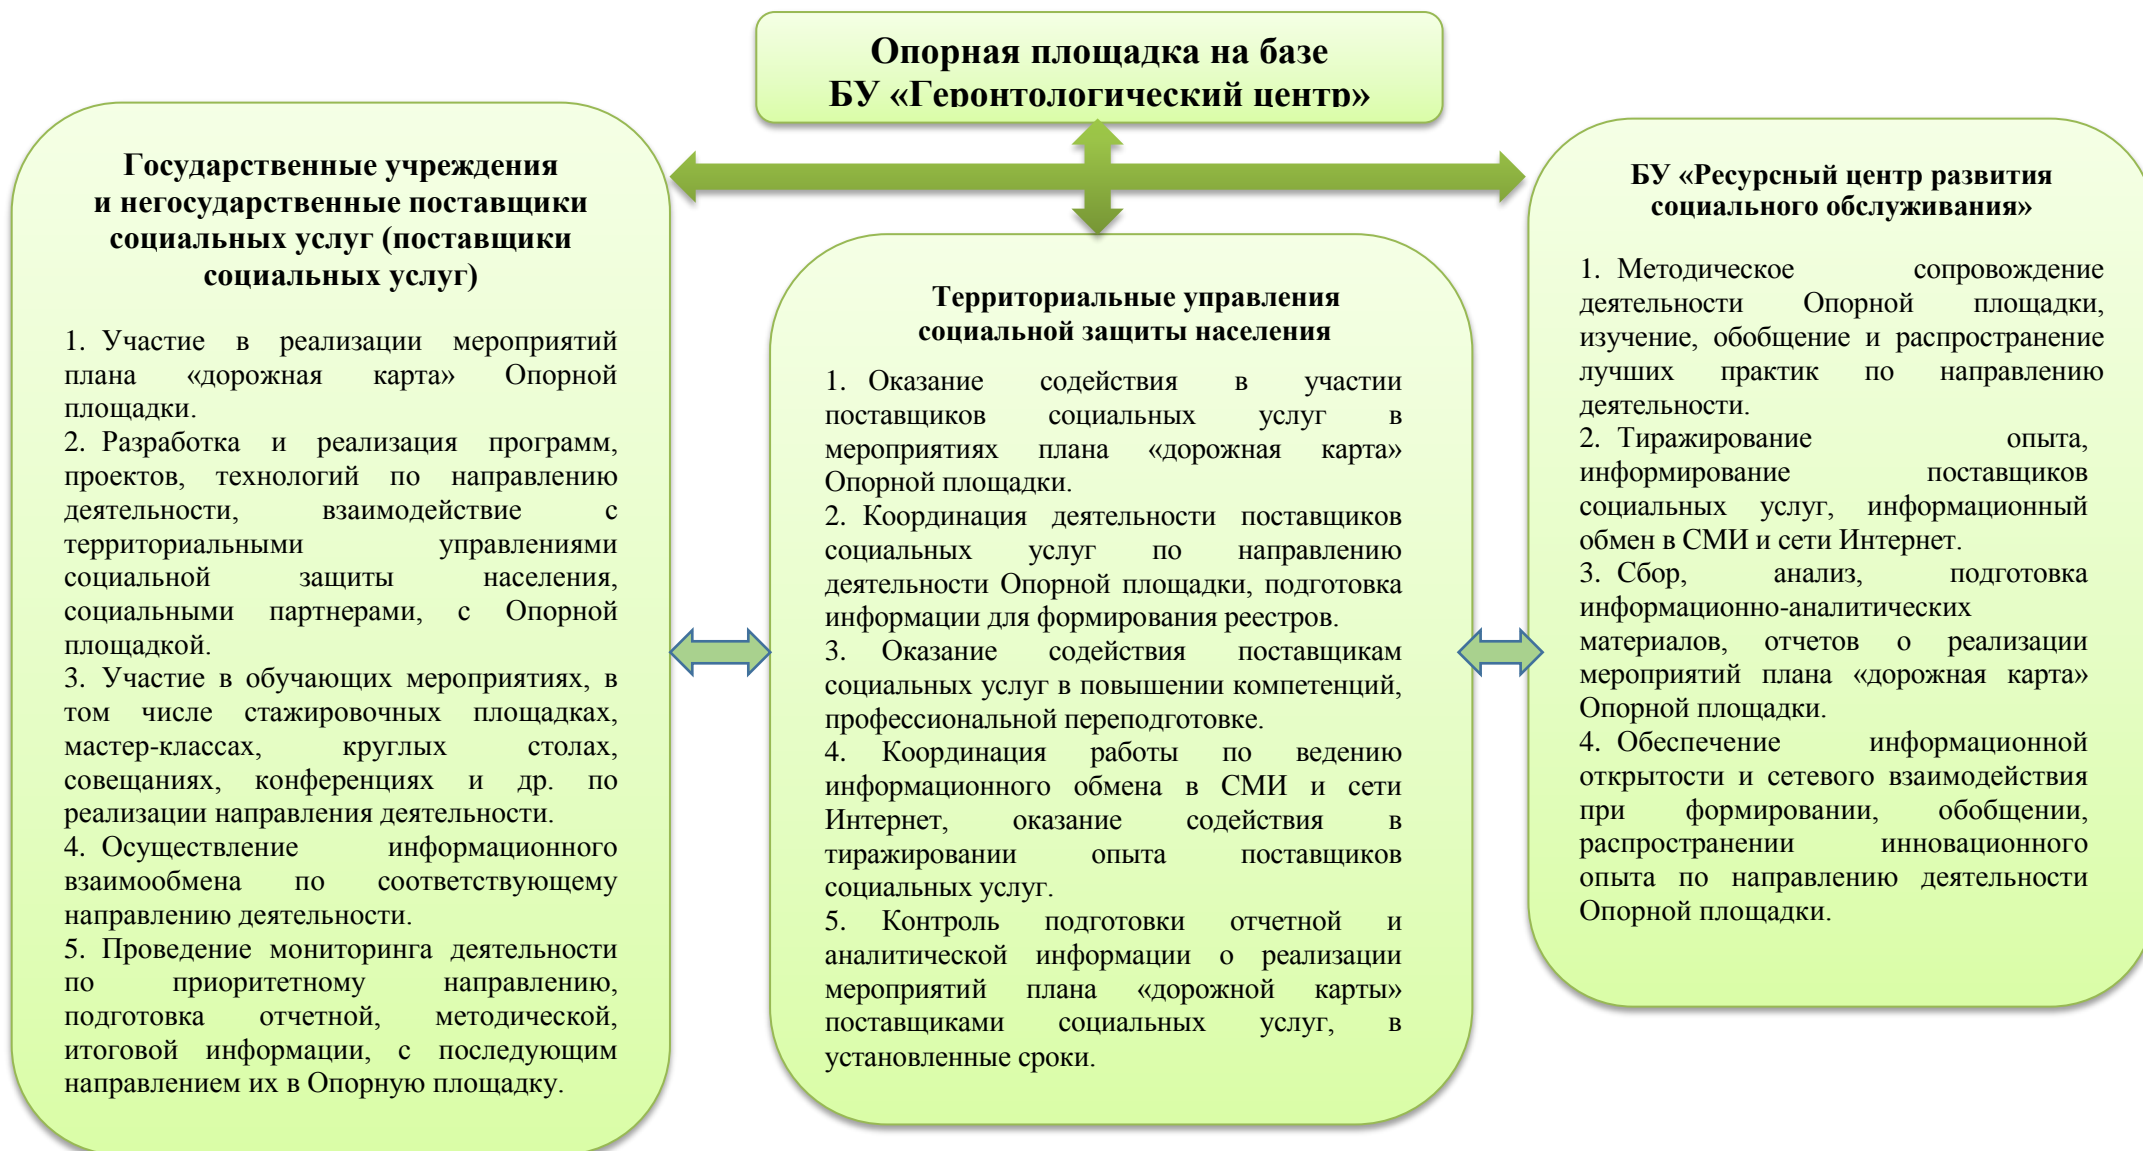 Опорная площадка на базе
БУ «Геронтологический центр»
Государственные учреждения
и негосударственные поставщики
социальных услуг (поставщики
социальных услуг)
1. Участие в реализации мероприятий
плана «дорожная карта» Опорной
площадки.
2. Разработка и реализация программ,
проектов, технологий по направлению
деятельности, взаимодействие с
территориальными управлениями
социальной защиты населения,
социальными партнерами, с Опорной
площадкой.
3. Участие в обучающих мероприятиях, в
том числе стажировочных площадках,
мастер-классах, круглых столах,
совещаниях, конференциях и др. по
реализации направления деятельности.
4. Осуществление информационного
взаимообмена по соответствующему
направлению деятельности.
5. Проведение мониторинга деятельности
по приоритетному направлению,
подготовка отчетной, методической,
итоговой информации, с последующим
направлением их в Опорную площадку.
Территориальные управления
социальной защиты населения
1. Оказание содействия в участии
поставщиков социальных услуг в
мероприятиях плана «дорожная карта»
Опорной площадки.
2. Координация деятельности поставщиков
социальных услуг по направлению
деятельности Опорной площадки, подготовка
информации для формирования реестров.
3. Оказание содействия поставщикам
социальных услуг в повышении компетенций,
профессиональной переподготовке.
4. Координация работы по ведению
информационного обмена в СМИ и сети
Интернет, оказание содействия в
тиражировании опыта поставщиков
социальных услуг.
5. Контроль подготовки отчетной и
аналитической информации о реализации
мероприятий плана «дорожной карты»
поставщиками социальных услуг, в
установленные сроки.
БУ «Ресурсный центр развития
социального обслуживания»
1. Методическое сопровождение
деятельности Опорной площадки,
изучение, обобщение и распространение
лучших практик по направлению
деятельности.
2. Тиражирование опыта,
информирование поставщиков
социальных услуг, информационный
обмен в СМИ и сети Интернет.
3. Сбор, анализ, подготовка
информационно-аналитических
материалов, отчетов о реализации
мероприятий плана «дорожная карта»
Опорной площадки.
4. Обеспечение информационной
открытости и сетевого взаимодействия
при формировании, обобщении,
распространении инновационного
опыта по направлению деятельности
Опорной площадки.